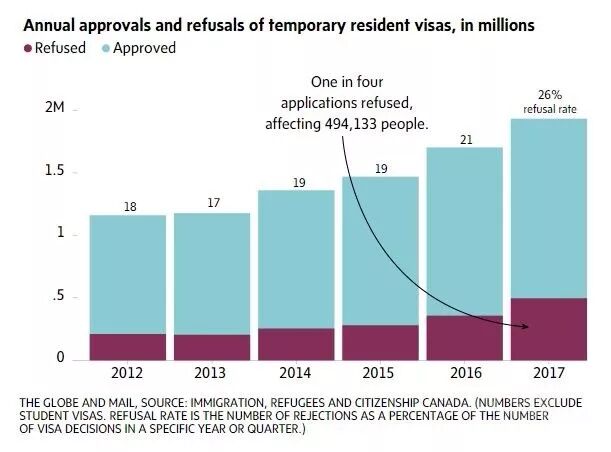 Annual approvals and refusals of temporary resident visas, in millions
Refused Approved
One in four
applications refused,
affecting 494,133 people.
26%
refusal rate
2M
1.5
1
.5
0
18
17
19
19
21
2012 2013 2014 2015 2016 2017
THE GLOBE AND MAIL, SOURCE: IMMIGRATION, REFUGEES AND CITIZENSHIP CANADA. (NUMBERS EXCLUDE
STUDENT VISAS. REFUSAL RATE IS THE NUMBER OF REJECTIONS AS A PERCENTAGE OF THE NUMBER
OF VISA DECISIONS IN A SPECIFIC YEAR OR QUARTER.)